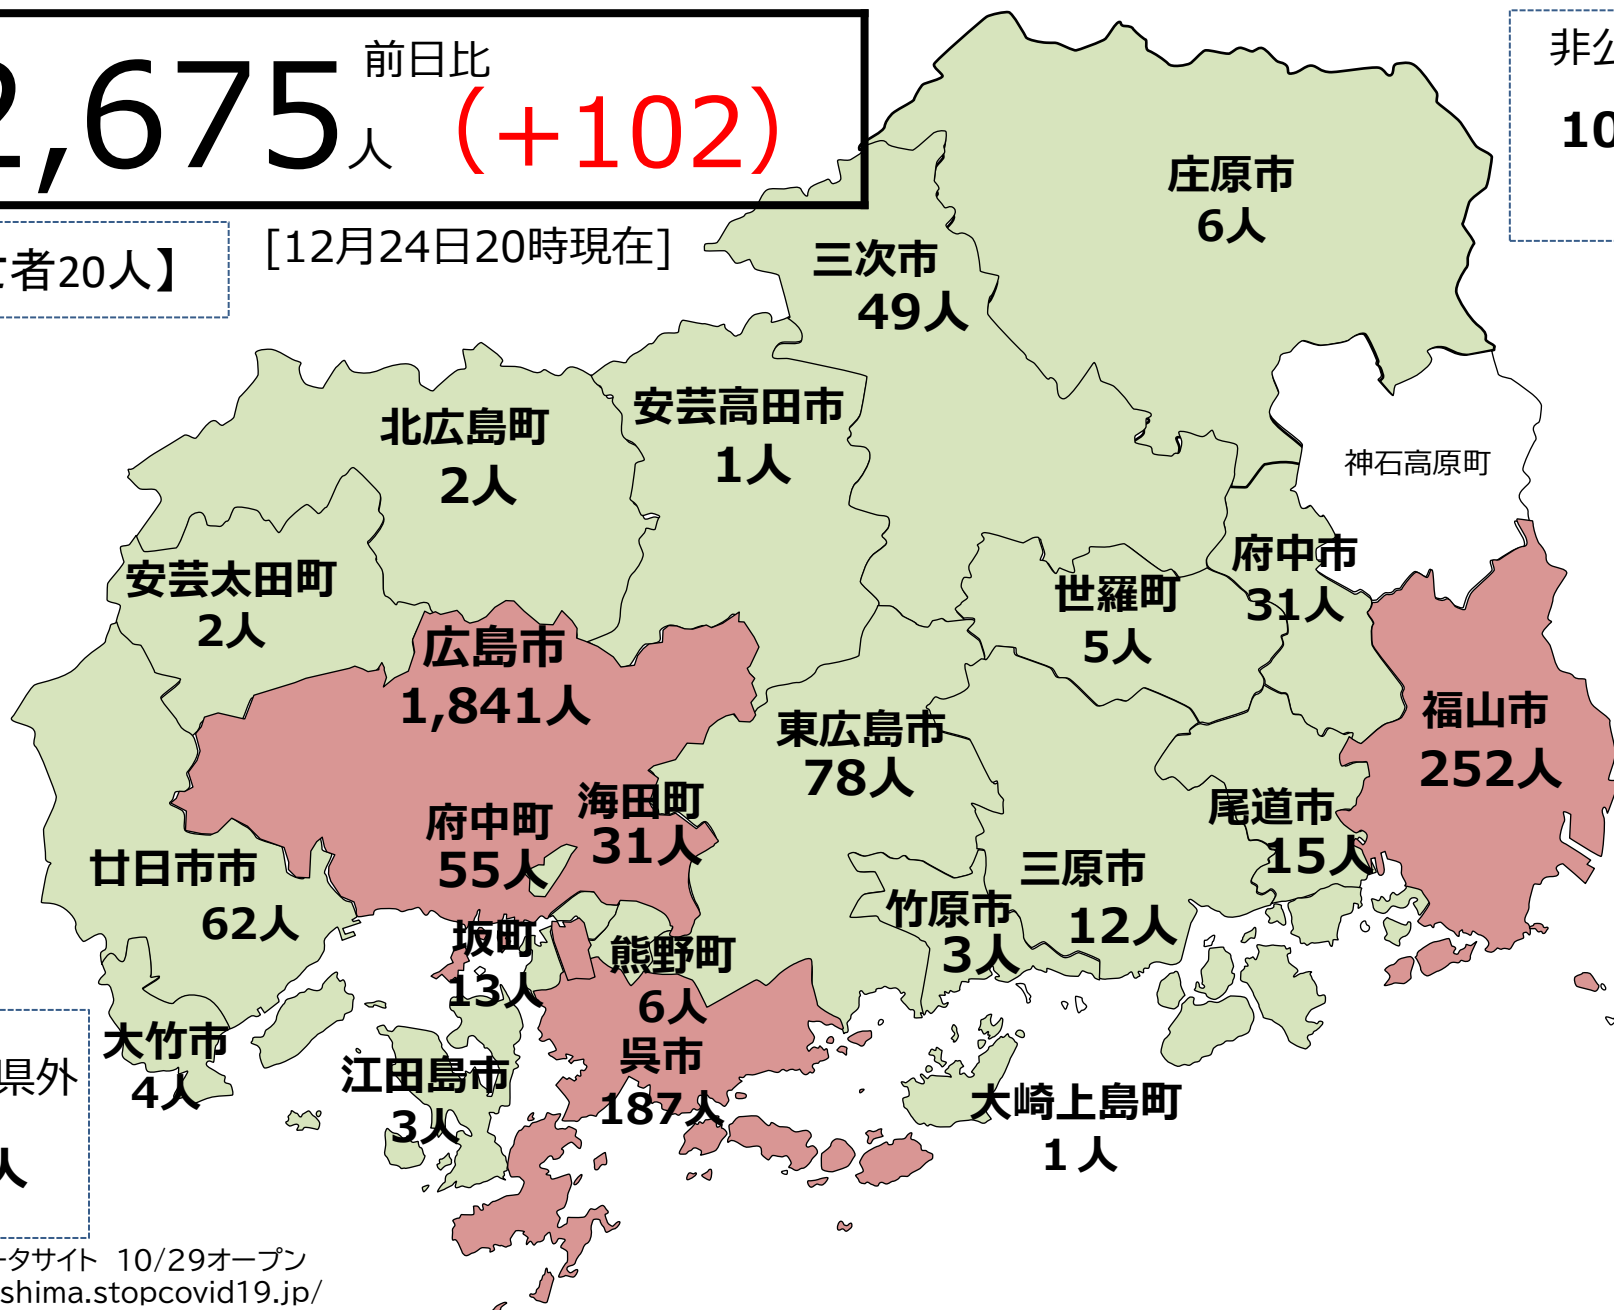 2,675人
前日比
(+102)
非公
10
者20人】
[12月24日20時現在]
庄原市
6人
三次市
49人
北広島町
2人
安芸高田市
1人
神石高原町
安芸太田町
2人
府中市
31人
世羅町
5人
広島市
1,841人
福山市
252人
東広島市
78人
海田町
31人
府中町
55人
尾道市
15人
廿日市市
62人
三原市
12人
竹原市
3人
坂町
13人
熊野町
6人
大竹市
4人
県外
人
江田島市
3人
呉市
187人
大崎上島町
1人
ータサイト 10/29オープン
shima.stopcovid19.jp/